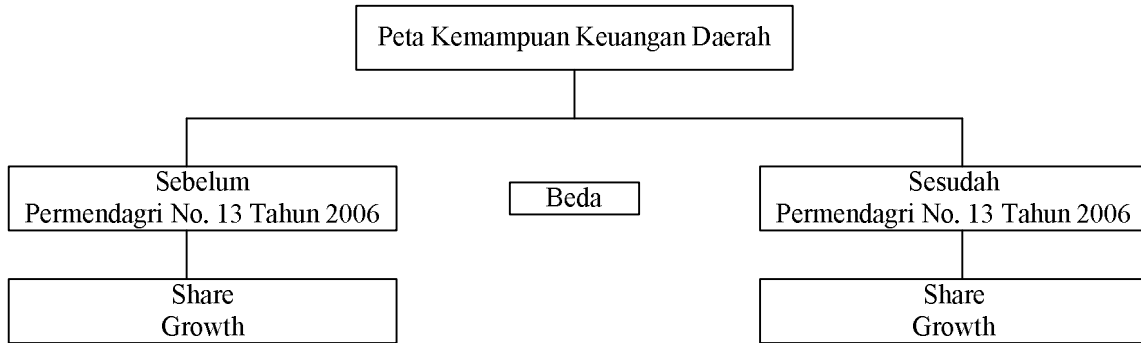 Peta Kemampuan Keuangan Daerah
Sebelum
Permendagri No. 13 Tahun 2006
Beda
Sesudah
Permendagri No. 13 Tahun 2006
Share
Growth
Share
Growth